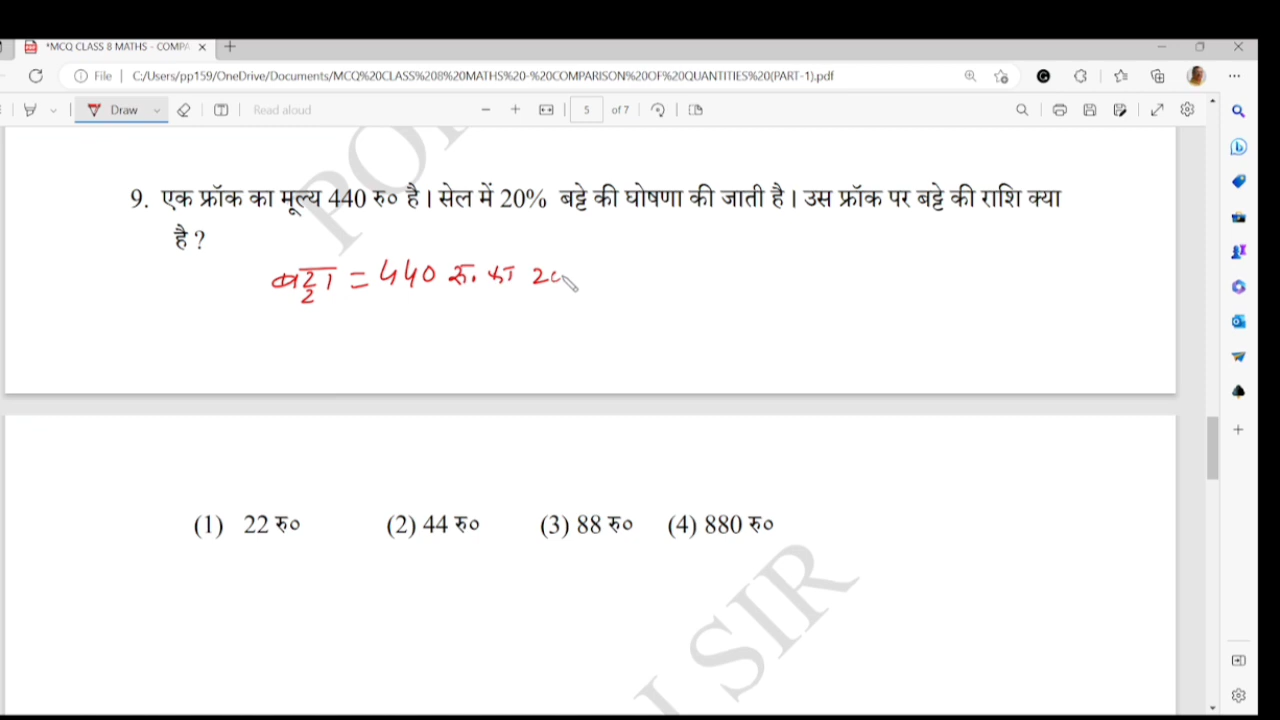 *MCQ CLASS 8 MATHS - COMPA
File C:/Users/pp159/OneDrive/Documents/MCQ%20CLASS%208%20MATHS%20-%20COMPARISON%20OF%20QUANTITIES%20(PART-1).pdf
Draw Read aloud 5 of 7
9. एक फ्रॉक का मूल्य 440 रु० है। सेल में 20% बट्टे की घोषणा की जाती है। उस फ्रॉक पर बट्टे की राशि क्या
है ?
बट्टा = 440 रु. का 20
(1) 22 रु० (2) 44 रु० (3) 88 रु० (4) 880 रु०
SIR